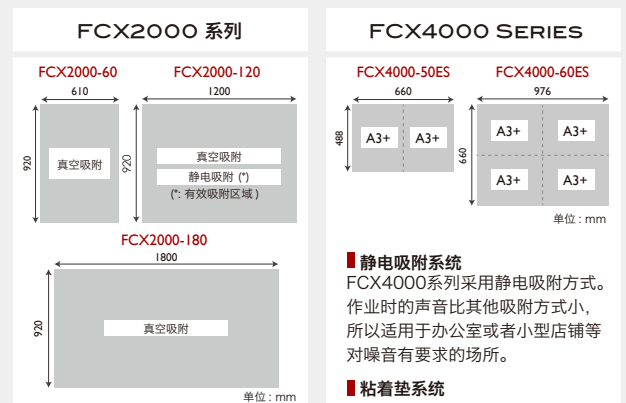 FCX2000 系列
FCX2000-60
610
920
真空吸附
FCX2000-120
1200
920
真空吸附
静电吸附 (*)
(*: 有效吸附区域 )
FCX2000-180
1800
920
真空吸附
单位 : mm
FCX4000 SERIES
FCX4000-50ES
660
488
A3+ A3+
FCX4000-60ES
976
660
A3+ A3+
A3+ A3+
单位 : mm
静电吸附系统
FCX4000系列采用静电吸附方式。
作业时的声音比其他吸附方式小,
所以适用于办公室或者小型店铺等
对噪音有要求的场所。
粘着垫系统